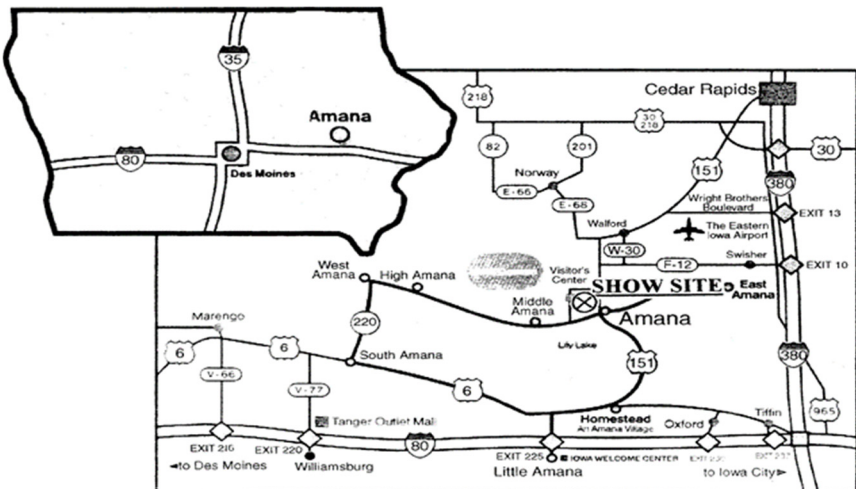 35
Amana
80
Des Moines
218
Cedar Rapids
30
218
30
82
201
151
Norway
E-66
380
E-68
Wright Brothers
Boulevard
EXIT 13
Walford
The Eastern
Iowa Airport
W-30
Swisher
F-12
EXIT 10
West
Amana
High Amana
Visitor's
Center
SHOW SITE
East
Amana
Middle
Amana
Amana
220
Marengo
Lily Lake
6
6
South Amana
151
380
V-66
V-77
6
Homestead
An Amana Village
Tiffin
965
Tanger Outlet Mall
Oxford
EXIT 216
EXIT 220
80
EXIT 225
IOWA WELCOME CENTER
to Des Moines
Williamsburg
Little Amana
to Iowa City